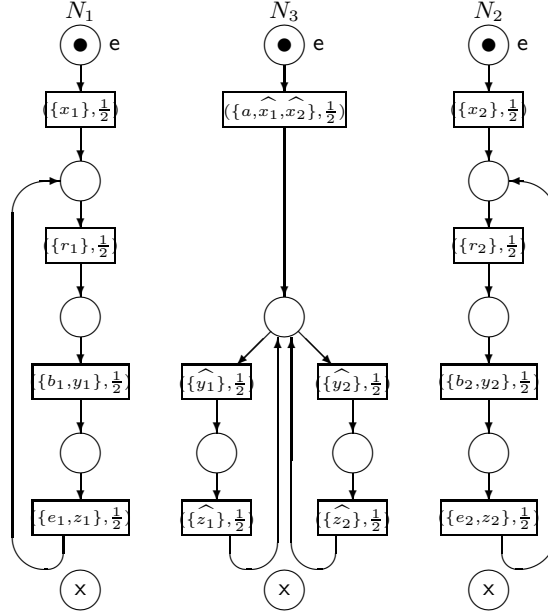 N₁ N₃ N₂
e e e
({x₁},½) ({a,x̂₁,x̂₂},½) ({x₂},½)
({r₁},½) ({r₂},½)
({b₁,y₁},½) ({ŷ₁},½) ({ŷ₂},½) ({b₂,y₂},½)
({e₁,z₁},½) ({ẑ₁},½) ({ẑ₂},½) ({e₂,z₂},½)
x x x